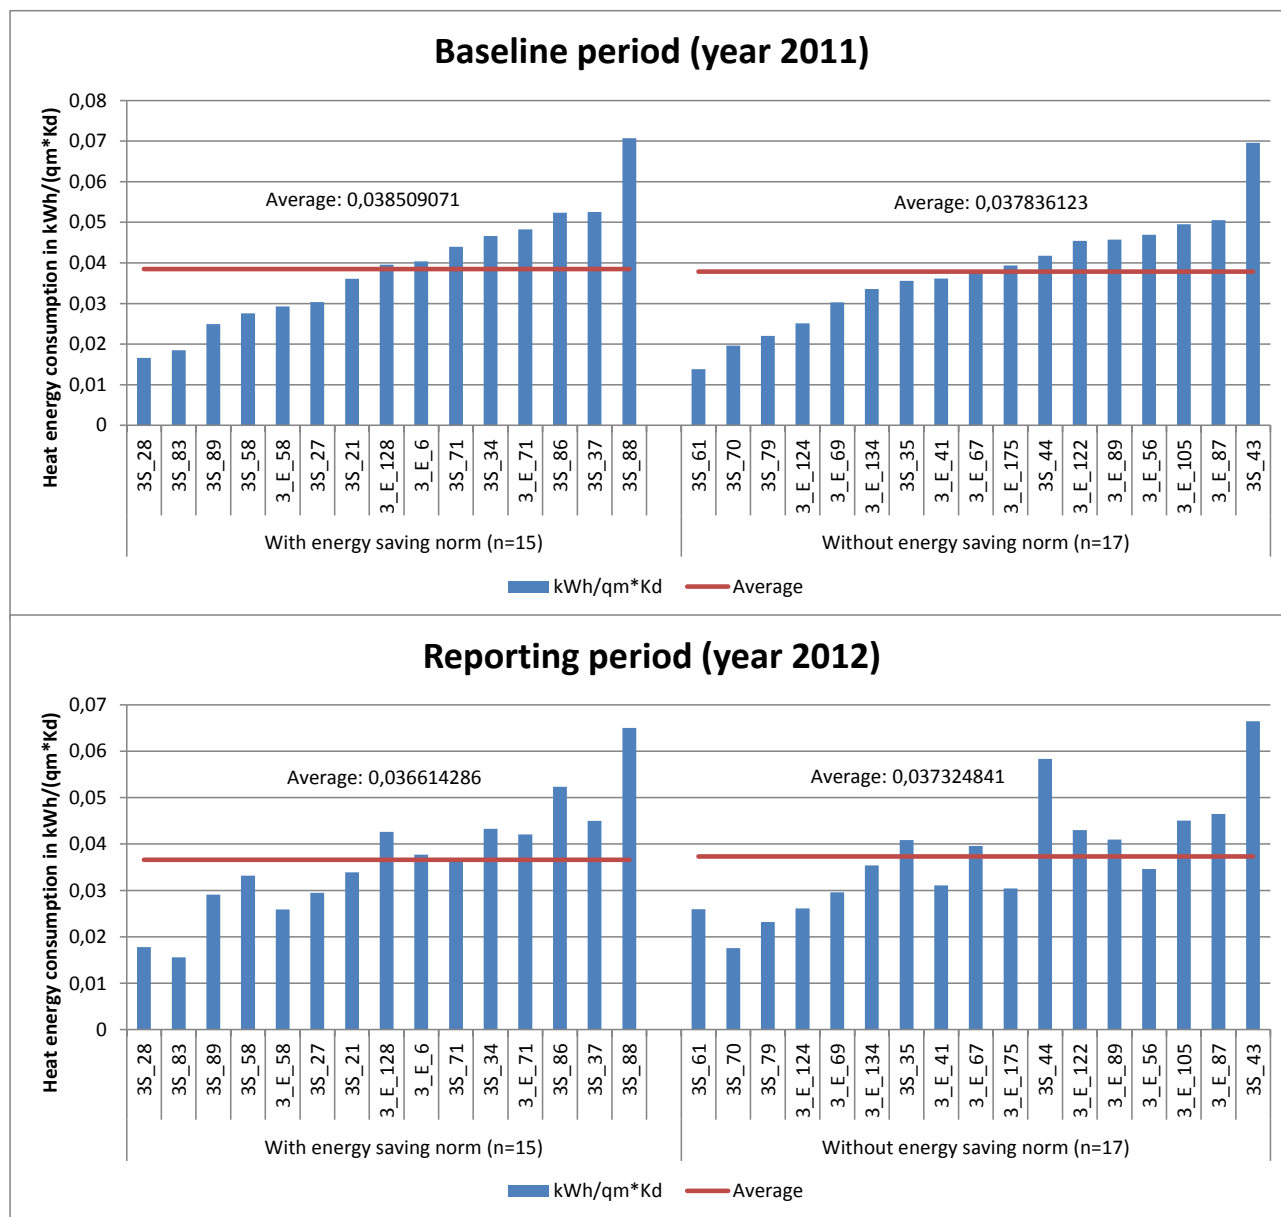 Baseline period (year 2011)
Heat energy consumption in kWh/(qm*Kd)
0,08
0,07
0,06
0,05
0,04
0,03
0,02
0,01
0
Average: 0,038509071
Average: 0,037836123
3S_28
3S_83
3S_89
3S_58
3_E_58
3S_27
3S_21
3_E_128
3_E_6
3S_71
3S_34
3_E_71
3S_86
3S_37
3S_88
3S_61
3S_70
3S_79
3_E_124
3_E_69
3_E_134
3S_35
3_E_41
3_E_67
3_E_175
3S_44
3_E_122
3_E_89
3_E_56
3_E_105
3_E_87
3S_43
With energy saving norm (n=15)
Without energy saving norm (n=17)
kWh/qm*Kd
Average
Reporting period (year 2012)
Heat energy consumption in kWh/(qm*Kd)
0,07
0,06
0,05
0,04
0,03
0,02
0,01
0
Average: 0,036614286
Average: 0,037324841
3S_28
3S_83
3S_89
3S_58
3_E_58
3S_27
3S_21
3_E_128
3_E_6
3S_71
3S_34
3_E_71
3S_86
3S_37
3S_88
3S_61
3S_70
3S_79
3_E_124
3_E_69
3_E_134
3S_35
3_E_41
3_E_67
3_E_175
3S_44
3_E_122
3_E_89
3_E_56
3_E_105
3_E_87
3S_43
With energy saving norm (n=15)
Without energy saving norm (n=17)
kWh/qm*Kd
Average